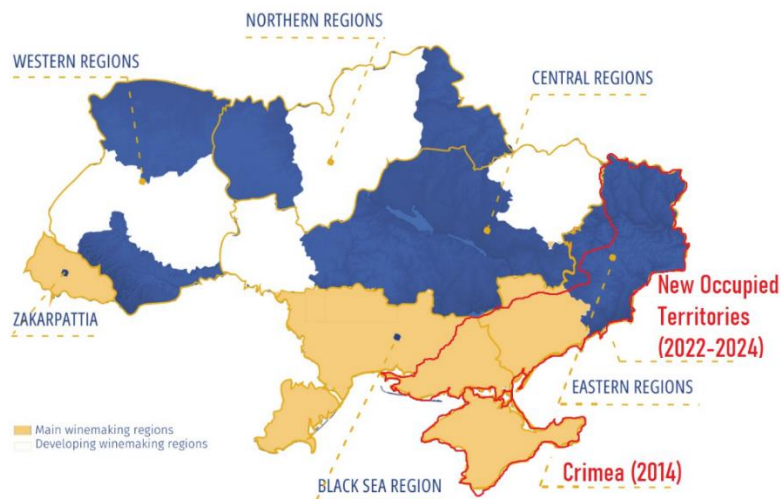 NORTHERN REGIONS
WESTERN REGIONS
CENTRAL REGIONS
ZAKARPATTIA
New Occupied
Territories
(2022-2024)
EASTERN REGIONS
Main winemaking regions
Developing winemaking regions
BLACK SEA REGION
Crimea (2014)